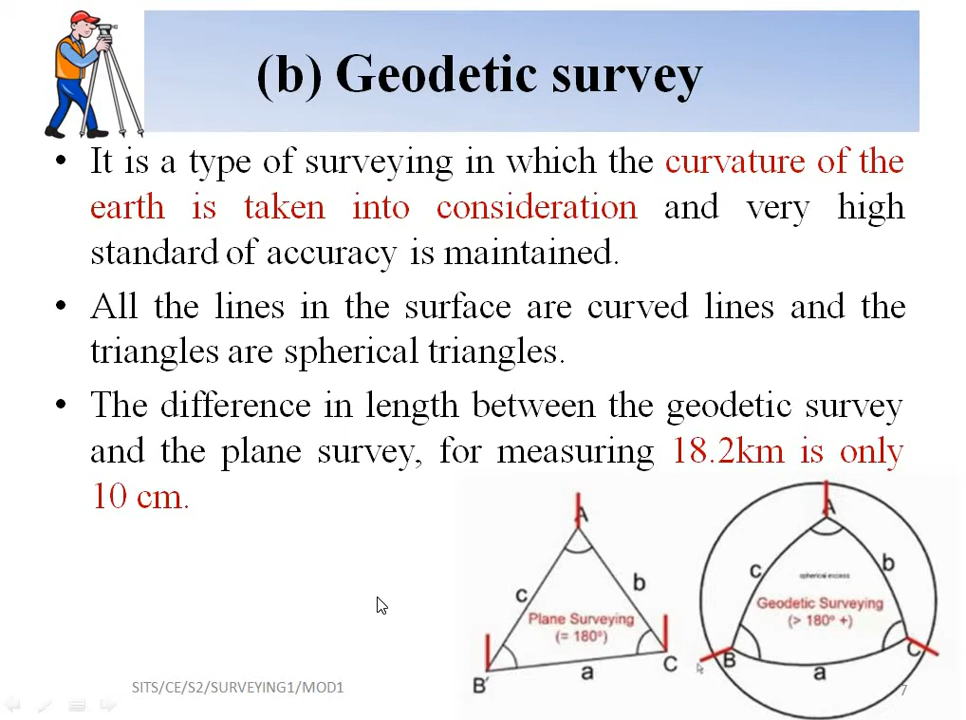 (b) Geodetic survey
• It is a type of surveying in which the curvature of the
earth is taken into consideration and very high
standard of accuracy is maintained.
• All the lines in the surface are curved lines and the
triangles are spherical triangles.
• The difference in length between the geodetic survey
and the plane survey, for measuring 18.2km is only
10 cm.
A
c
b
Plane Surveying
(= 180°)
B'
a
C
A
c
b
spherical excess
Geodetic Surveying
(> 180° +)
B
a
C
SITS/CE/S2/SURVEYING1/MOD1
7